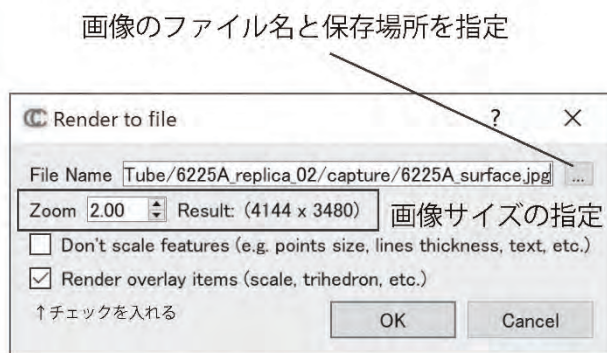 画像のファイル名と保存場所を指定
Render to file ? ×
File Name Tube/6225A_replica_02/capture/6225A_surface.jpg ...
Zoom 2.00 Result: (4144 x 3480) 画像サイズの指定
Don't scale features (e.g. points size, lines thickness, text, etc.)
Render overlay items (scale, trihedron, etc.)
↑チェックを入れる
OK Cancel